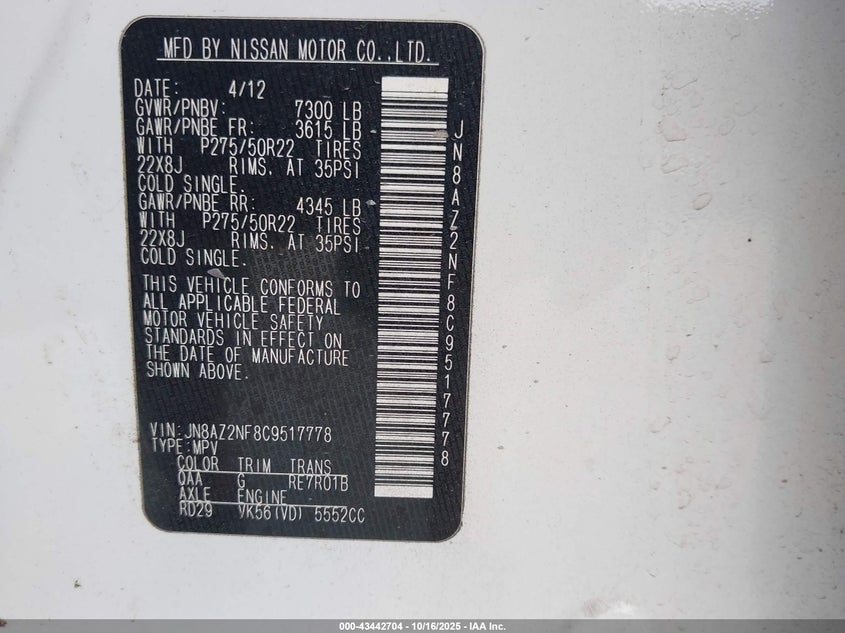 MFD BY NISSAN MOTOR CO.,LTD.
DATE: 4/12
GVWR/PNBV: 7300 LB
GAWR/PNBE FR: 3615 LB
WITH P275/50R22 TIRES
22X8J RIMS. AT 35PSI
COLD SINGLE.
GAWR/PNBE RR: 4345 LB
WITH P275/50R22 TIRES
22X8J RIMS. AT 35PSI
COLD SINGLE.
THIS VEHICLE CONFORMS TO
ALL APPLICABLE FEDERAL
MOTOR VEHICLE SAFETY
STANDARDS IN EFFECT ON
THE DATE OF MANUFACTURE
SHOWN ABOVE.
VIN:JN8AZ2NF8C9517778
TYPE:MPV
COLOR TRIM TRANS
QAA G RE7R01B
AXLE ENGINE
RD29 VK56(VD) 5552CC
JN8AZ2NF8C9517778
000-43442704 - 10/16/2025 - IAA Inc.